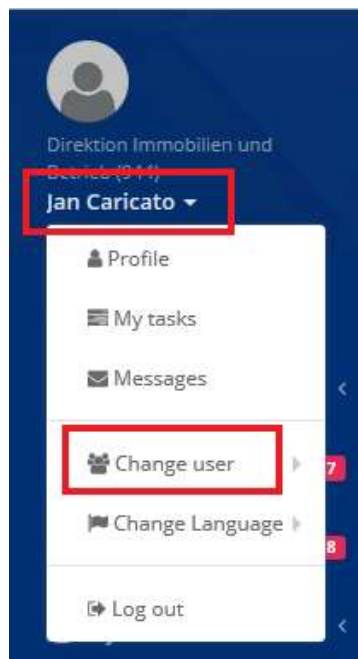 Direktion Immobilien und
Jan Caricato
Profile
My tasks
Messages
Change user
7
Change Language
8
Log out